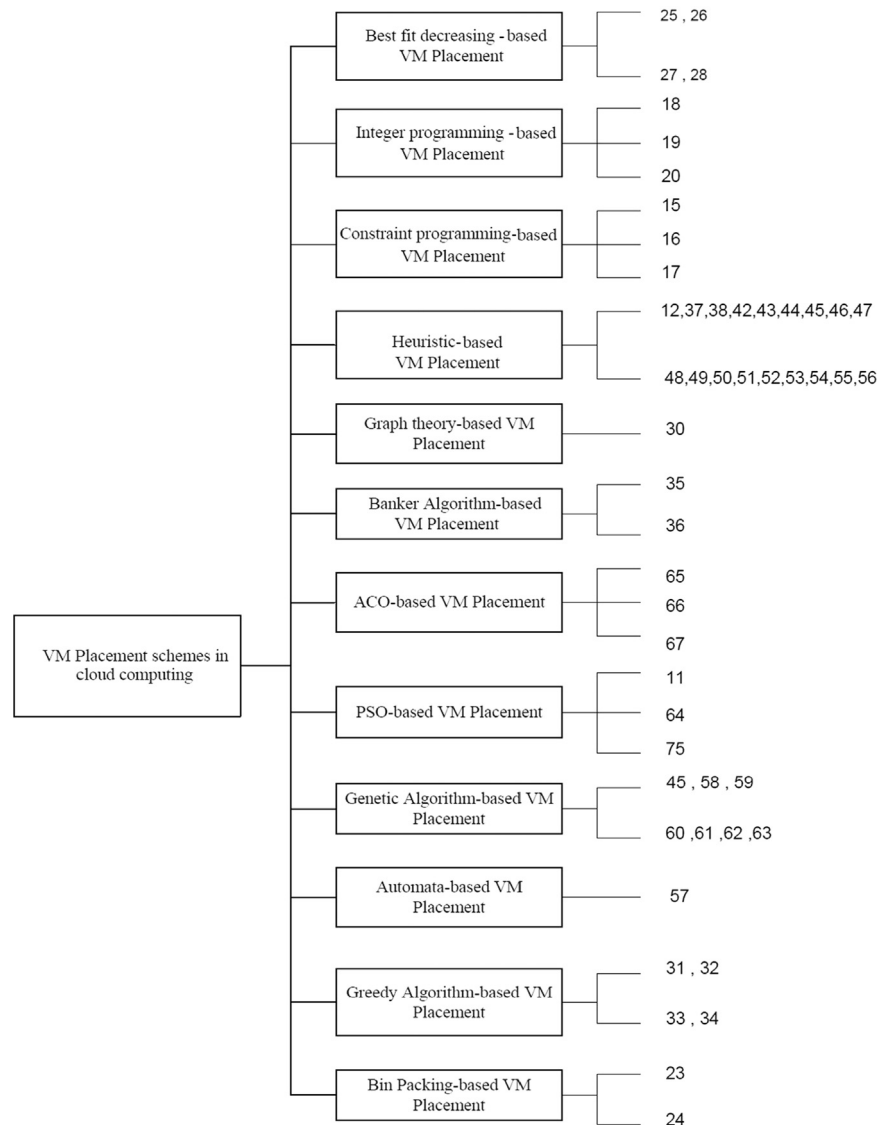 Best fit decreasing -based
VM Placement
25 , 26
27 , 28
Integer programming -based
VM Placement
18
19
20
Constraint programming-based
VM Placement
15
16
17
Heuristic-based
VM Placement
12,37,38,42,43,44,45,46,47
48,49,50,51,52,53,54,55,56
Graph theory-based VM
Placement
30
Banker Algorithm-based
VM Placement
35
36
ACO-based VM Placement
65
66
67
VM Placement schemes in
cloud computing
PSO-based VM Placement
11
64
75
Genetic Algorithm-based VM
Placement
45 , 58 , 59
60 ,61 ,62 ,63
Automata-based VM
Placement
57
Greedy Algorithm-based VM
Placement
31 , 32
33 , 34
Bin Packing-based VM
Placement
23
24